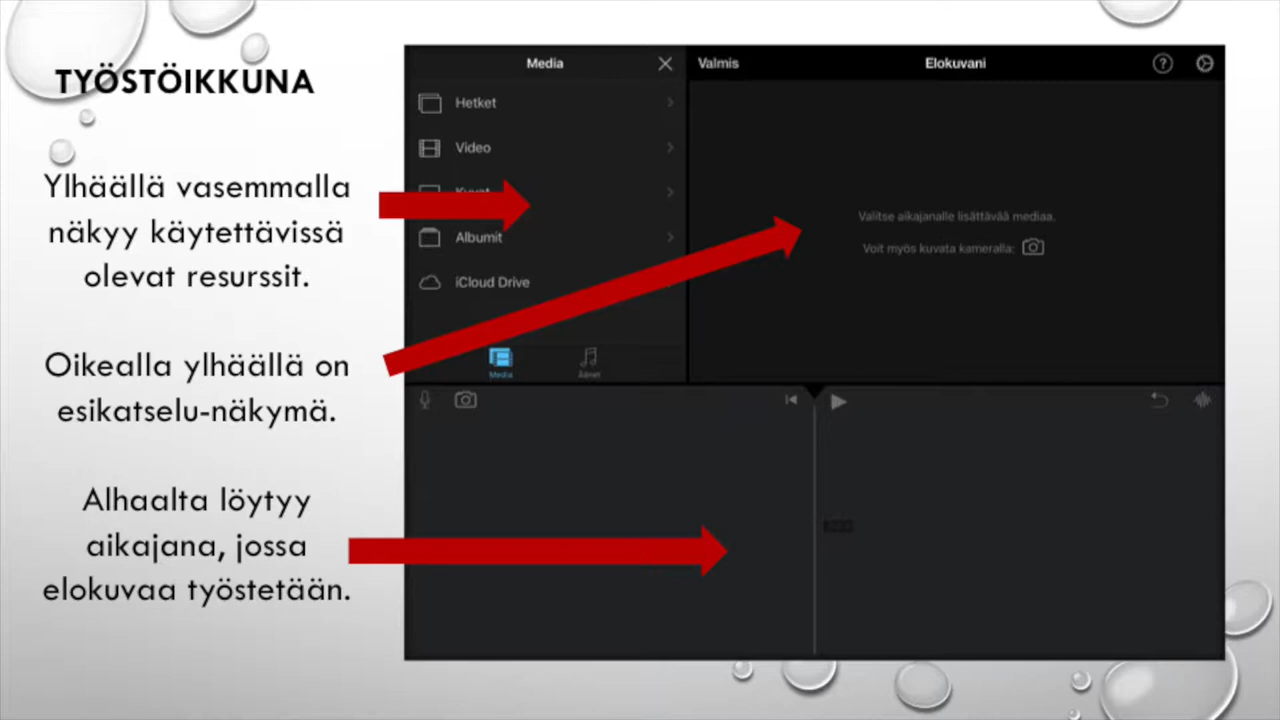 TYÖSTÖIKKUNA
Ylhäällä vasemmalla
näkyy käytettävissä
olevat resurssit.
Oikealla ylhäällä on
esikatselu-näkymä.
Alhaalta löytyy
aikajana, jossa
elokuvaa työstetään.
Media
Hetket
Video
Kuvat
Albumit
iCloud Drive
Media
Äänet
Valmis
Elokuvani
?
Valitse aikajanalle lisättävää mediaa.
Voit myös kuvata kameralla: